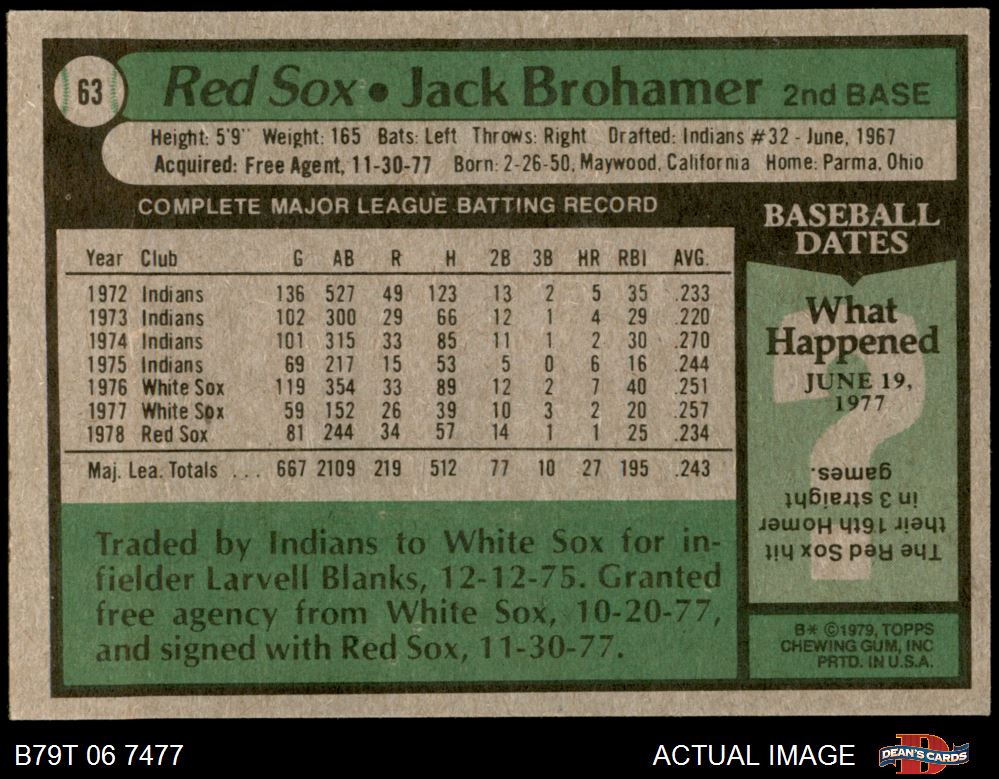 63
Red Sox • Jack Brohamer 2nd BASE
Height: 5'9" Weight: 165 Bats: Left Throws: Right Drafted: Indians #32 - June, 1967
Acquired: Free Agent, 11-30-77 Born: 2-26-50, Maywood, California Home: Parma, Ohio
COMPLETE MAJOR LEAGUE BATTING RECORD
Year Club G AB R H 2B 3B HR RBI AVG.
1972 Indians 136 527 49 123 13 2 5 35 .233
1973 Indians 102 300 29 66 12 1 4 29 .220
1974 Indians 101 315 33 85 11 1 2 30 .270
1975 Indians 69 217 15 53 5 0 6 16 .244
1976 White Sox 119 354 33 89 12 2 7 40 .251
1977 White Sox 59 152 26 39 10 3 2 20 .257
1978 Red Sox 81 244 34 57 14 1 1 25 .234
Maj. Lea. Totals ... 667 2109 219 512 77 10 27 195 .243
Traded by Indians to White Sox for in-
fielder Larvell Blanks, 12-12-75. Granted
free agency from White Sox, 10-20-77,
and signed with Red Sox, 11-30-77.
BASEBALL
DATES
What
Happened
JUNE 19,
1977
?
The Red Sox hit
their 16th Homer
in 3 straight
games.
B* ©1979, TOPPS
CHEWING GUM, INC
PRTD. IN U.S.A.
B79T 06 7477
ACTUAL IMAGE
D
DEAN'S CARDS